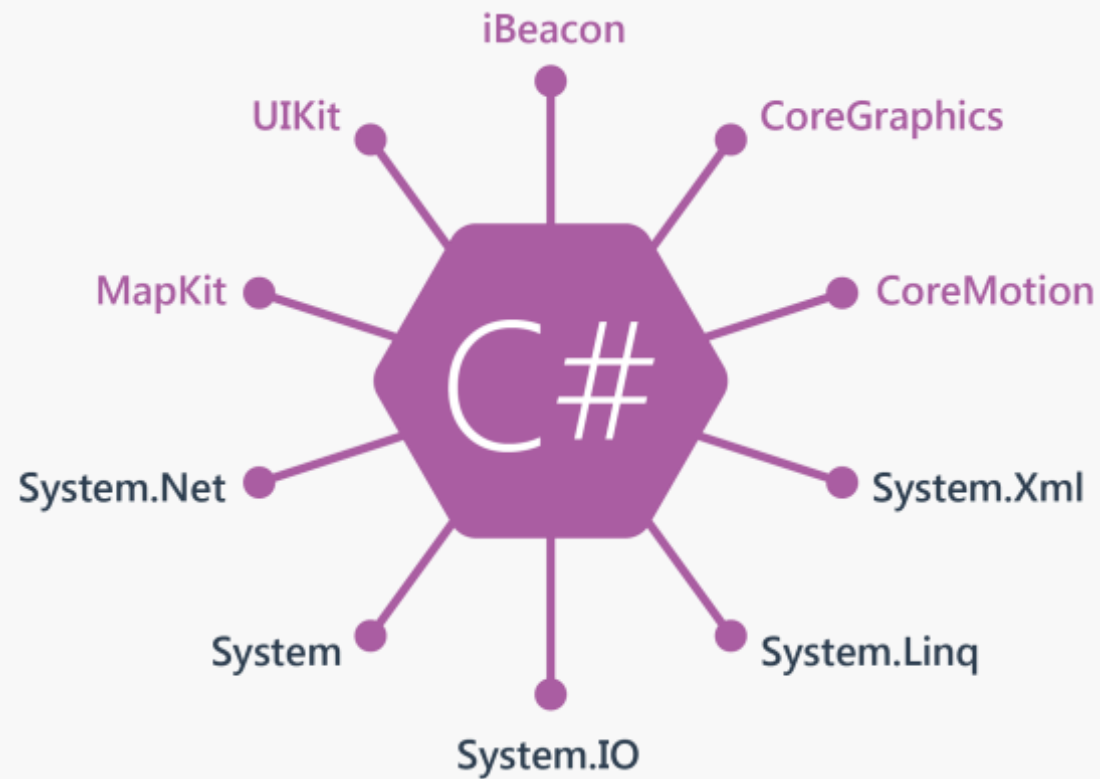 iBeacon
UIKit
CoreGraphics
MapKit
CoreMotion
C#
System.Net
System.Xml
System
System.Linq
System.IO